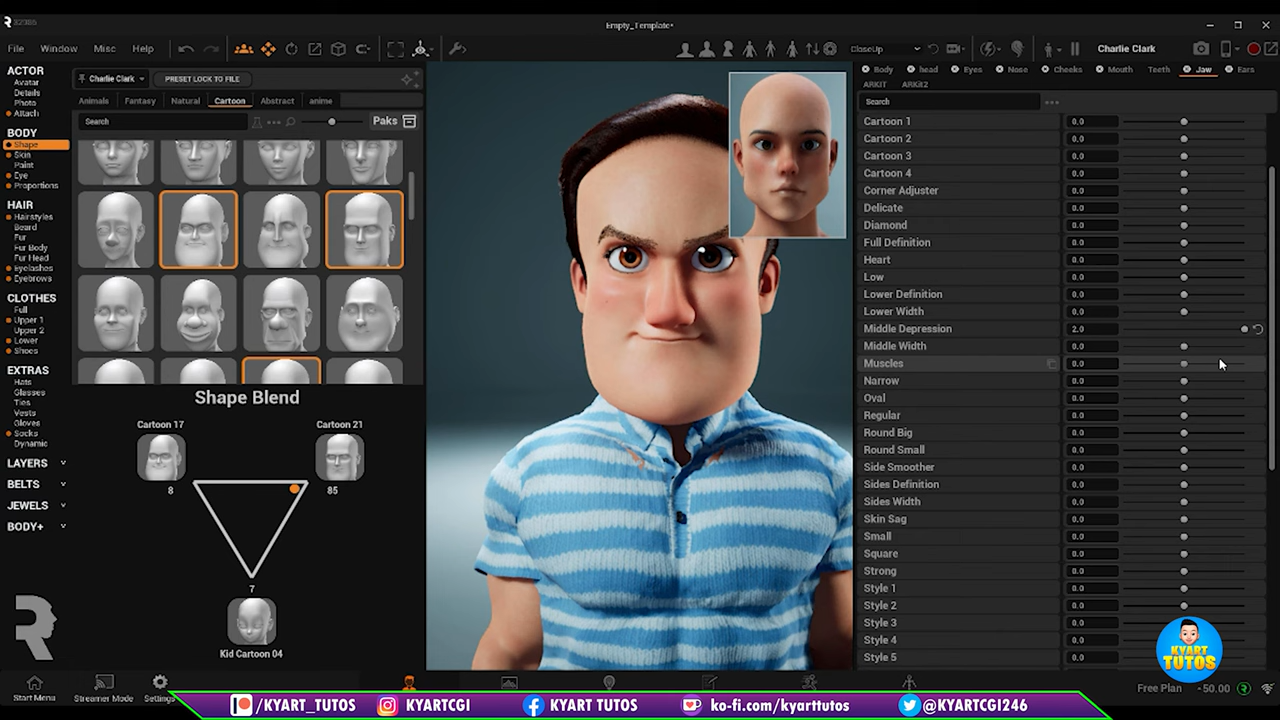 Empty_Template*
File Window Misc Help
CloseUp
Charlie Clark
ACTOR
Avatar
Details
Photo
Attach
BODY
Shape
Skin
Paint
Eye
Proportions
HAIR
Hairstyles
Beard
Fur
Fur Body
Fur Head
Eyelashes
Eyebrows
CLOTHES
Full
Upper 1
Upper 2
Lower
Shoes
EXTRAS
Hats
Glasses
Ties
Vests
Gloves
Socks
Dynamic
LAYERS
BELTS
JEWELS
BODY+
Charlie Clark PRESET LOCK TO FILE
Animals Fantasy Natural Cartoon Abstract anime
Search Paks
Shape Blend
Cartoon 17 Cartoon 21
8 85
7
Kid Cartoon 04
Body head Eyes Nose Cheeks Mouth Teeth Jaw Ears
ARKIT ARKit2
Search
Cartoon 1 0.0
Cartoon 2 0.0
Cartoon 3 0.0
Cartoon 4 0.0
Corner Adjuster 0.0
Delicate 0.0
Diamond 0.0
Full Definition 0.0
Heart 0.0
Low 0.0
Lower Definition 0.0
Lower Width 0.0
Middle Depression 2.0
Middle Width 0.0
Muscles 0.0
Narrow 0.0
Oval 0.0
Regular 0.0
Round Big 0.0
Round Small 0.0
Side Smoother 0.0
Sides Definition 0.0
Sides Width 0.0
Skin Sag 0.0
Small 0.0
Square 0.0
Strong 0.0
Style 1 0.0
Style 2 0.0
Style 3 0.0
Style 4 0.0
Style 5 0.0
KYART
TUTOS
Start Menu Streamer Mode Settings
Free Plan -50.00
/KYART_TUTOS KYARTCGI KYART TUTOS ko-fi.com/kyarttutos @KYARTCGI246